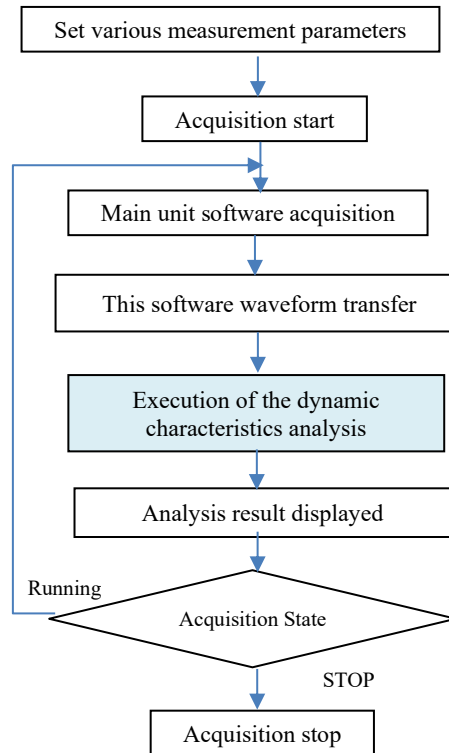 Set various measurement parameters
Acquisition start
Main unit software acquisition
This software waveform transfer
Execution of the dynamic
characteristics analysis
Analysis result displayed
Running
Acquisition State
STOP
Acquisition stop